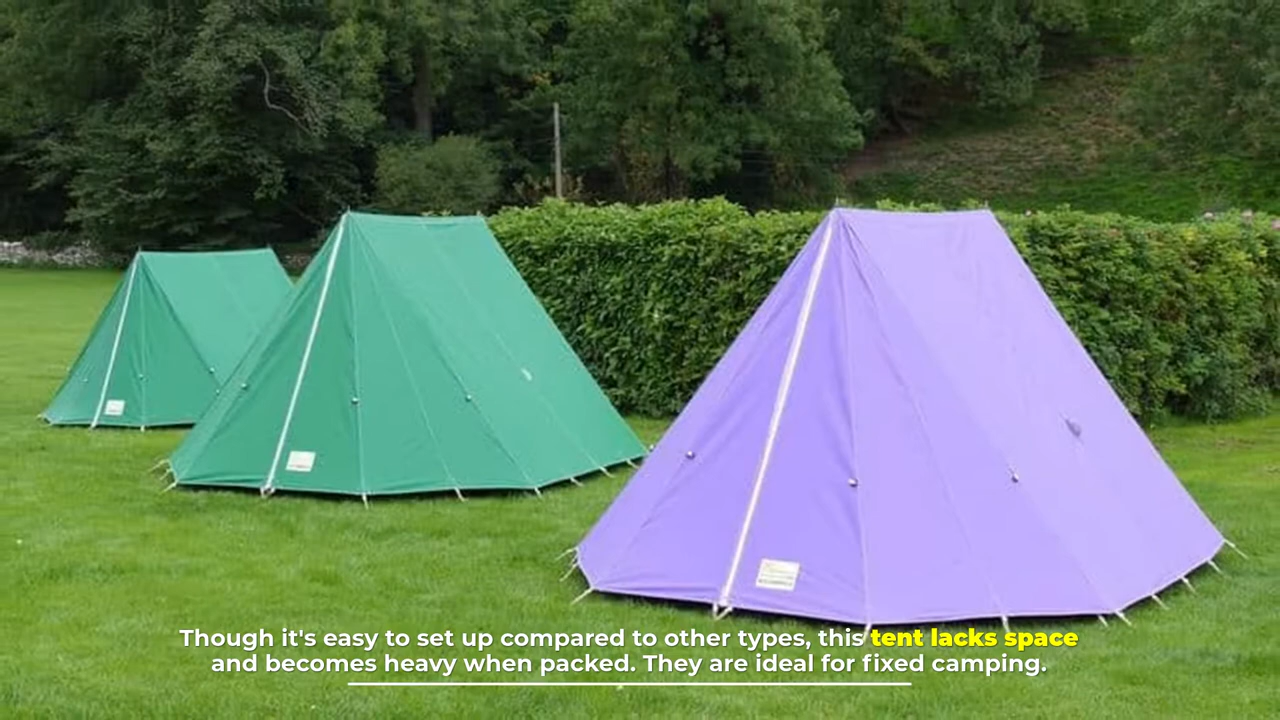 Though it's easy to set up compared to other types, this tent lacks space
and becomes heavy when packed. They are ideal for fixed camping.